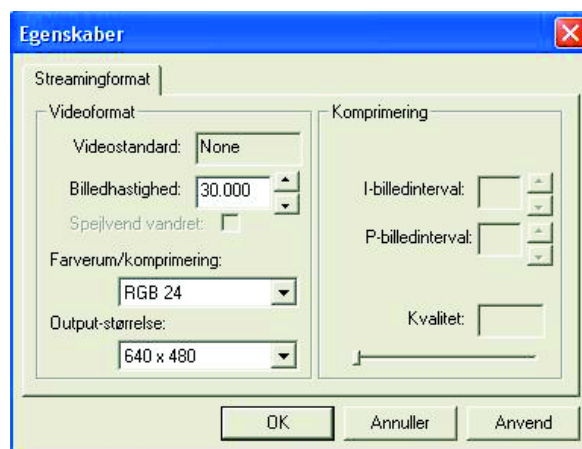 Egenskaber
Streamingformat
Videoformat
Videostandard: None
Billedhastighed: 30.000
Spejlvend vandret:
Farverum/komprimering:
RGB 24
Output-størrelse:
640 x 480
Komprimering
I-billedinterval:
P-billedinterval:
Kvalitet:
OK
Annuller
Anvend